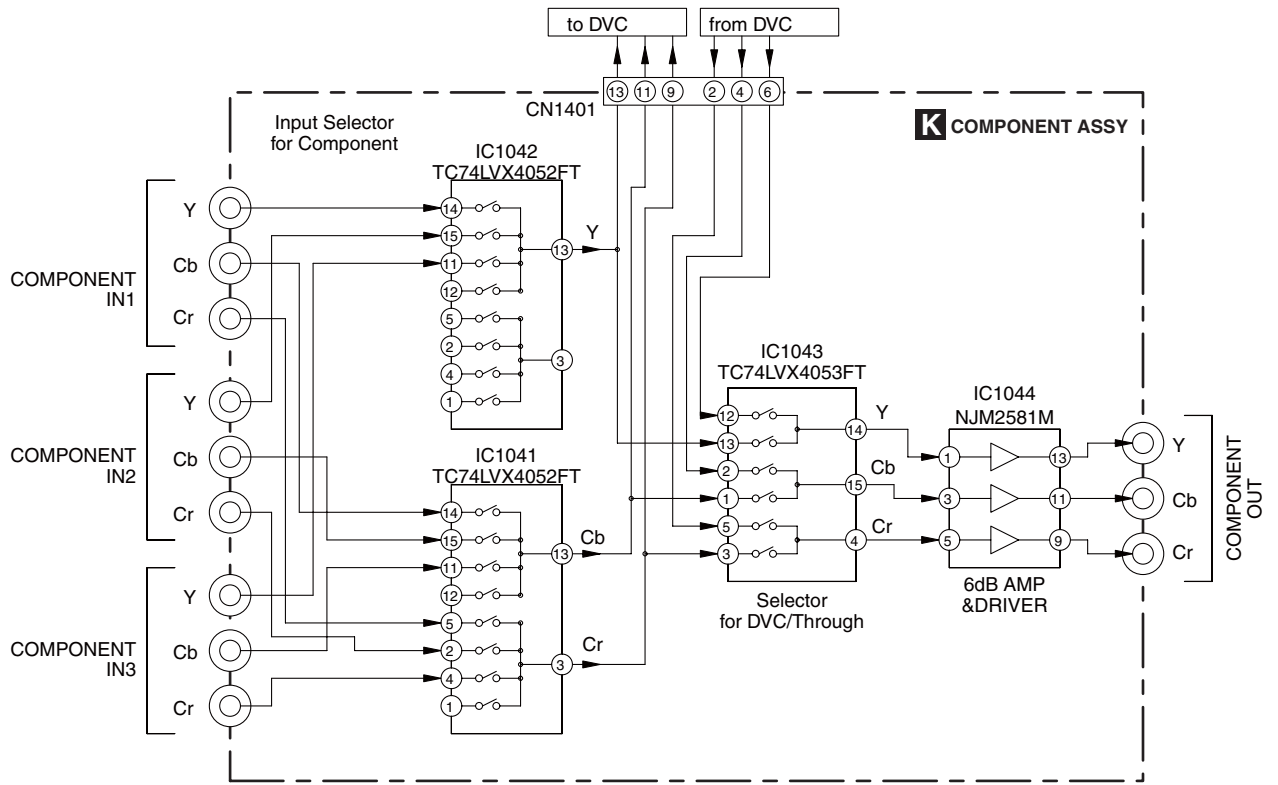 to DVC
from DVC
13 11 9 2 4 6
CN1401
K COMPONENT ASSY
Input Selector
for Component
IC1042
TC74LVX4052FT
COMPONENT
IN1
Y
Cb
Cr
14
15
11
12
5
2
4
1
13
3
Y
COMPONENT
IN2
Y
Cb
Cr
COMPONENT
IN3
Y
Cb
Cr
IC1041
TC74LVX4052FT
14
15
11
12
5
2
4
1
13
3
Cb
Cr
IC1043
TC74LVX4053FT
12
13
2
1
5
3
14
15
4
Y
Cb
Cr
Selector
for DVC/Through
IC1044
NJM2581M
1
3
5
13
11
9
6dB AMP
&DRIVER
Y
Cb
Cr
COMPONENT
OUT